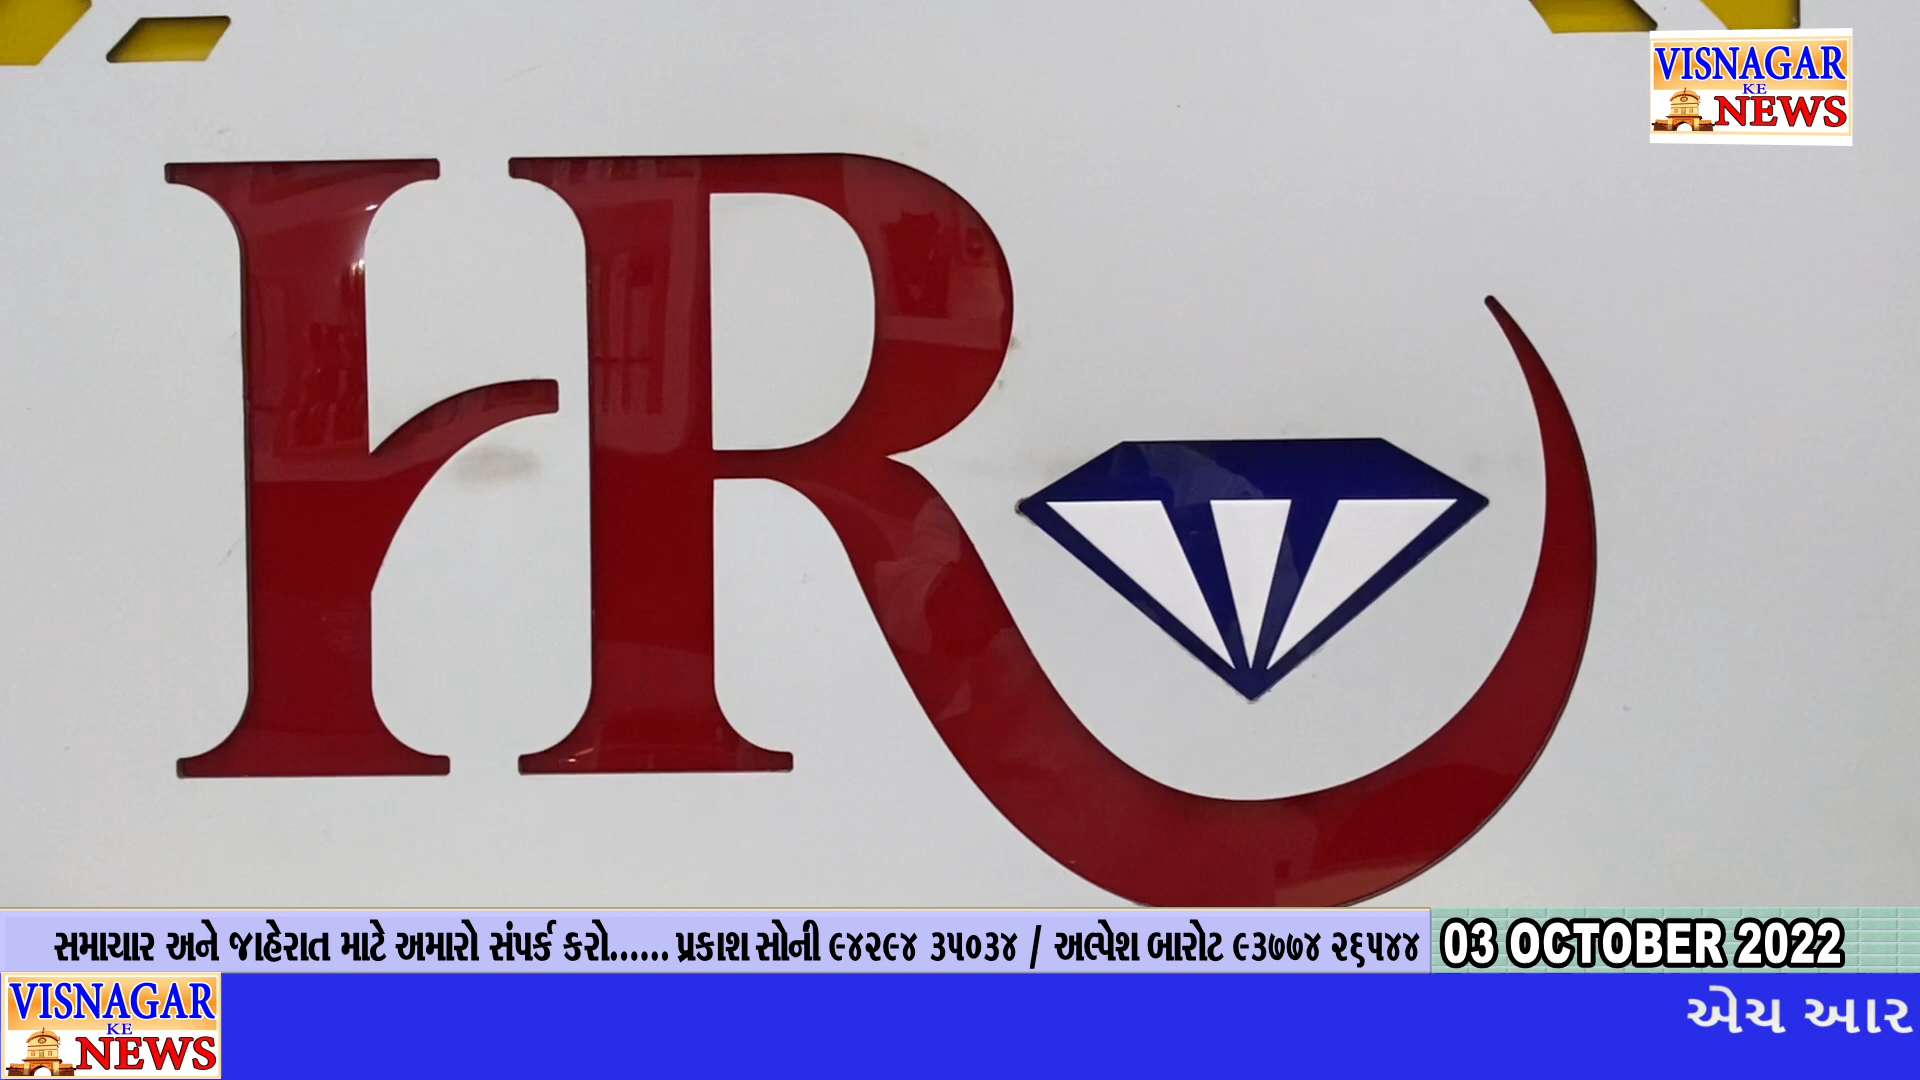 VISNAGAR
KE
NEWS
HR
સમાચાર અને જાહેરાત માટે અમારો સંપર્ક કરો...... પ્રકાશ સોની ૯૪૨૯૪ ૩૫૦૩૪ / અલ્પેશ બારોટ ૯૩૭૭૪ ૨૬૫૪૪
03 OCTOBER 2022
VISNAGAR
KE
NEWS
એચ આર